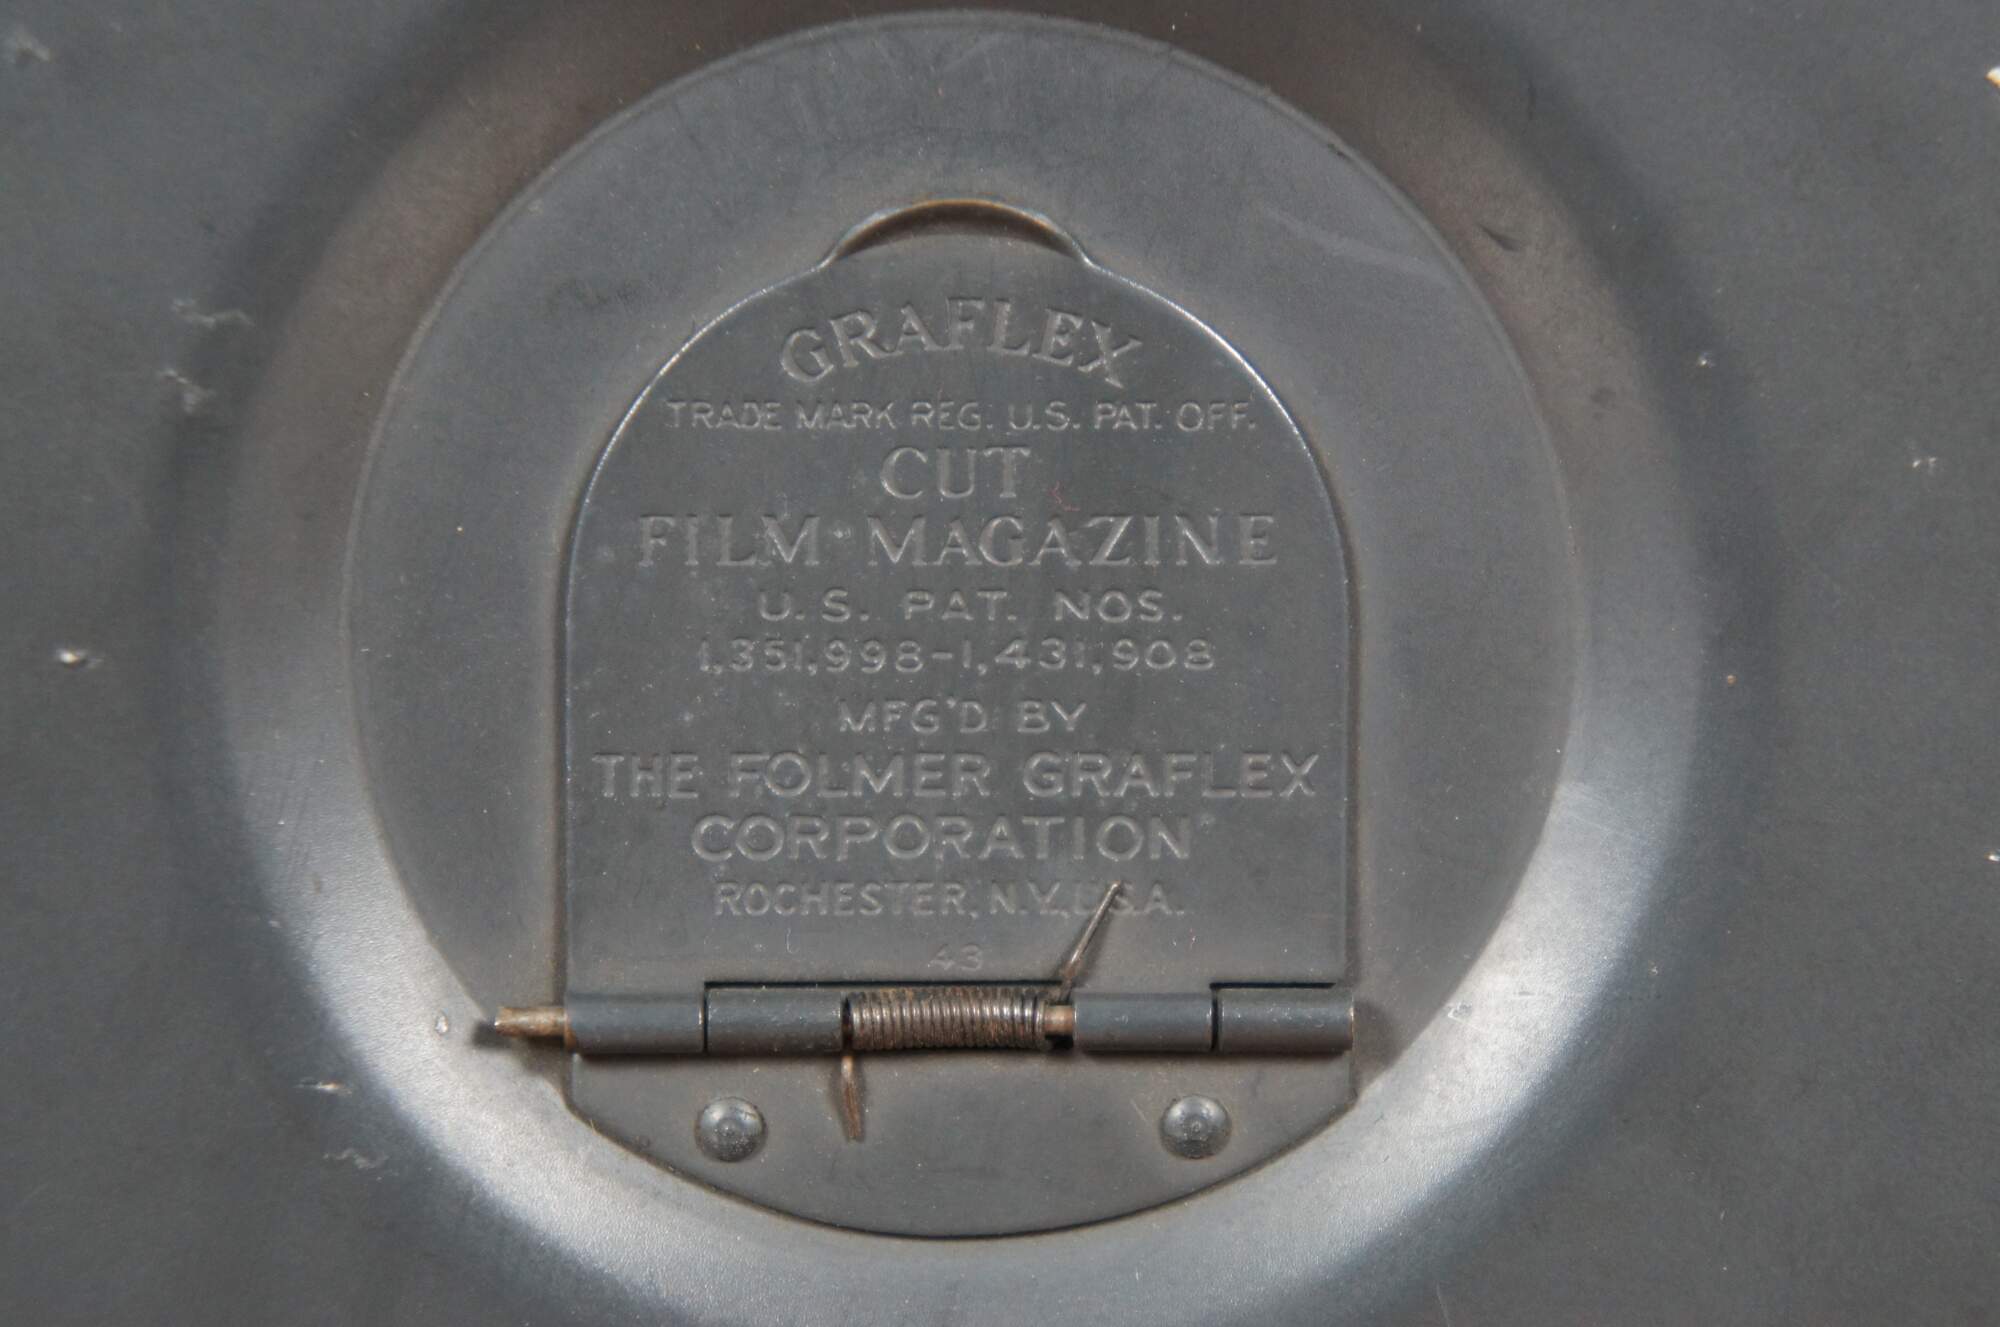 GRAFLEX
TRADE MARK REG. U.S. PAT. OFF.
CUT
FILM MAGAZINE
U.S. PAT. NOS.
1,351,998-1,431,908
MFG'D BY
THE FOLMER GRAFLEX
CORPORATION
ROCHESTER, N.Y., U.S.A.
43